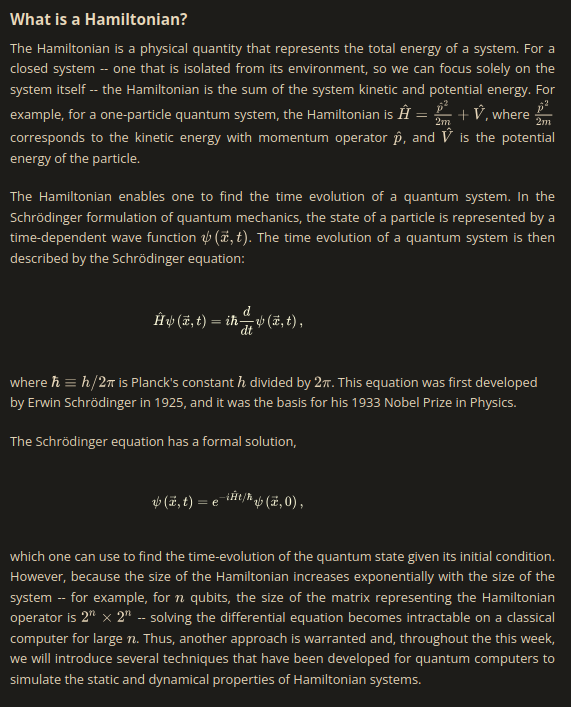 What is a Hamiltonian?
The Hamiltonian is a physical quantity that represents the total energy of a system. For a
closed system -- one that is isolated from its environment, so we can focus solely on the
system itself -- the Hamiltonian is the sum of the system kinetic and potential energy. For
example, for a one-particle quantum system, the Hamiltonian is Ĥ = p̂²/2m + V̂, where p̂²/2m
corresponds to the kinetic energy with momentum operator p̂, and V̂ is the potential
energy of the particle.
The Hamiltonian enables one to find the time evolution of a quantum system. In the
Schrödinger formulation of quantum mechanics, the state of a particle is represented by a
time-dependent wave function ψ (x⃗, t). The time evolution of a quantum system is then
described by the Schrödinger equation:
Ĥψ (x⃗, t) = iℏ d/dt ψ (x⃗, t) ,
where ℏ ≡ h/2π is Planck's constant h divided by 2π. This equation was first developed
by Erwin Schrödinger in 1925, and it was the basis for his 1933 Nobel Prize in Physics.
The Schrödinger equation has a formal solution,
ψ (x⃗, t) = e^{-iĤt/ℏ} ψ (x⃗, 0) ,
which one can use to find the time-evolution of the quantum state given its initial condition.
However, because the size of the Hamiltonian increases exponentially with the size of the
system -- for example, for n qubits, the size of the matrix representing the Hamiltonian
operator is 2ⁿ × 2ⁿ -- solving the differential equation becomes intractable on a classical
computer for large n. Thus, another approach is warranted and, throughout the this week,
we will introduce several techniques that have been developed for quantum computers to
simulate the static and dynamical properties of Hamiltonian systems.